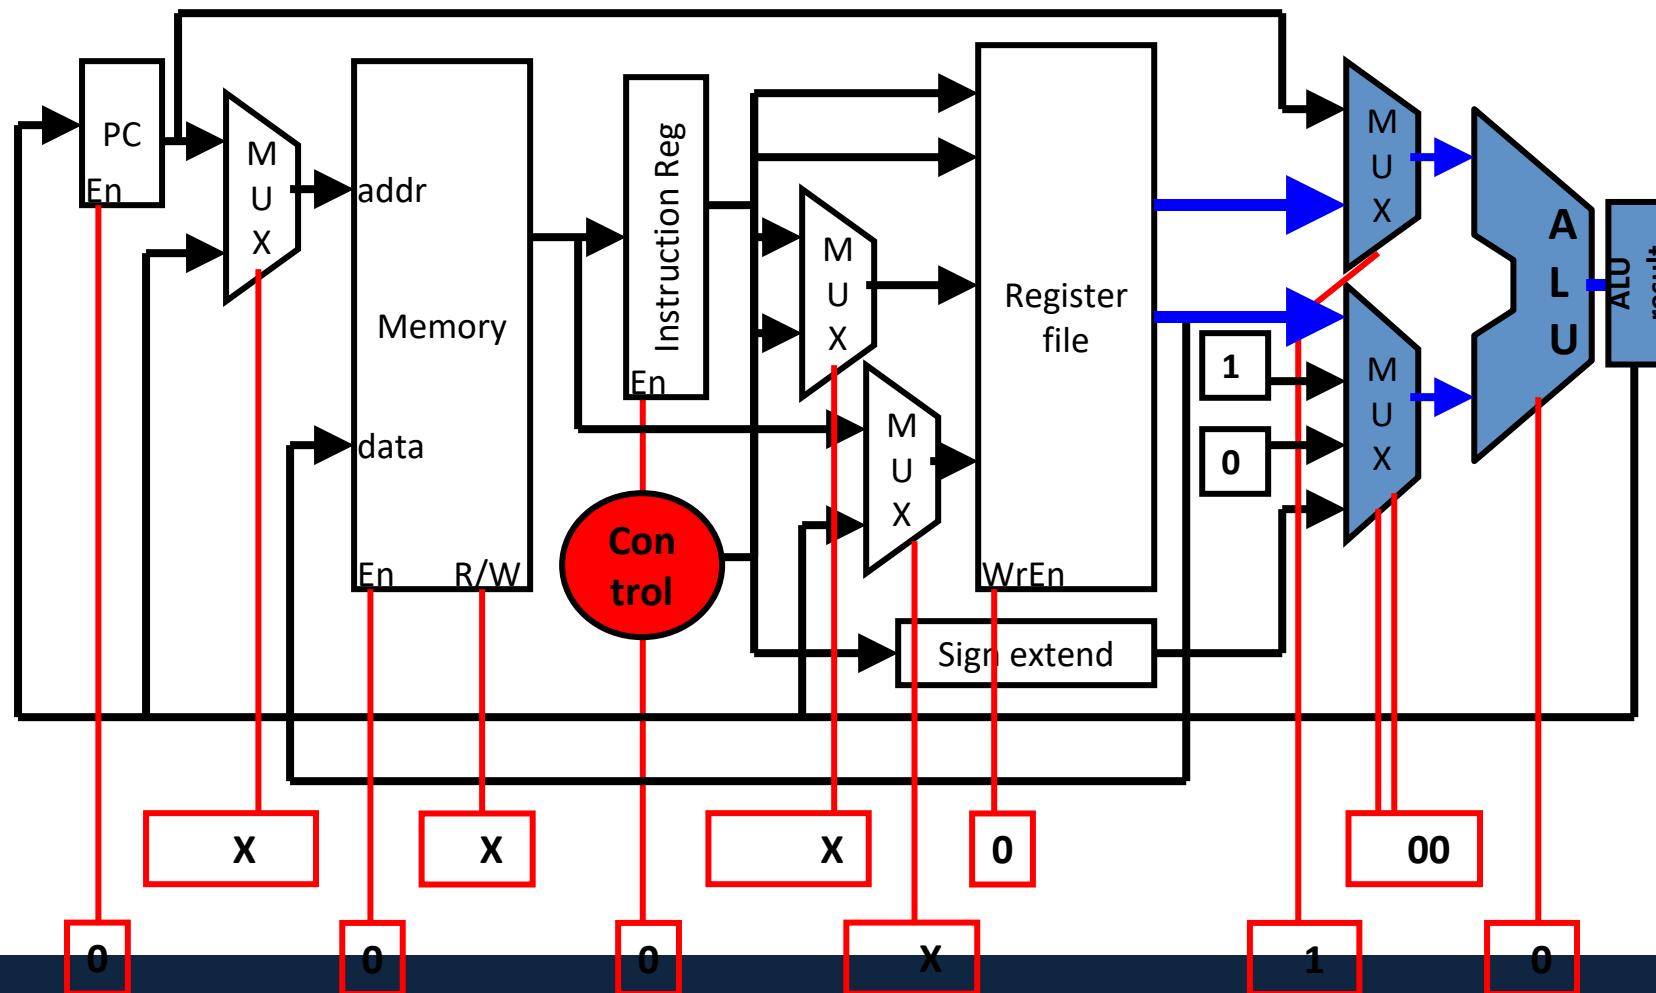 PC
En
M
U
X
addr
Memory
data
En
R/W
Instruction Reg
En
Con
trol
M
U
X
M
U
X
Register
file
WrEn
Sign extend
1
0
M
U
X
M
U
X
A
L
U
ALU
result
X
X
X
0
00
0
0
0
X
1
0